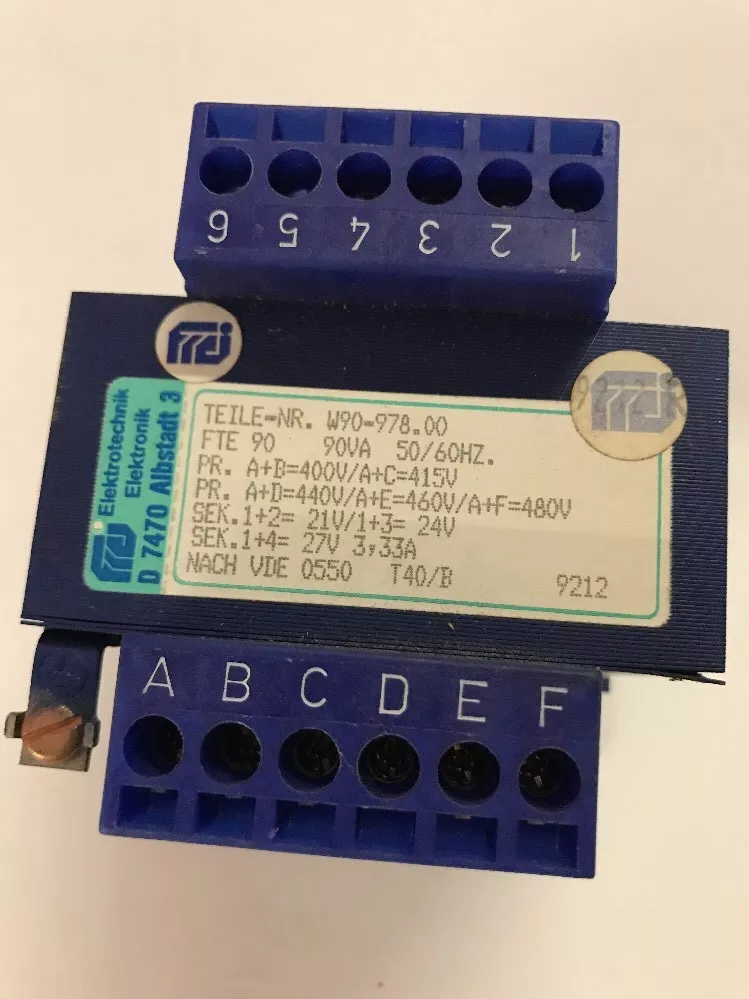 6 5 4 3 2 1
Elektrotechnik
Elektronik
D 7470 Albstadt 3
TEILE-NR. W90-978.00
FTE 90 90VA 50/60HZ.
PR. A+B=400V/A+C=415V
PR. A+D=440V/A+E=460V/A+F=480V
SEK.1+2= 21V/1+3= 24V
SEK.1+4= 27V 3,33A
NACH VDE 0550 T40/B 9212
A B C D E F